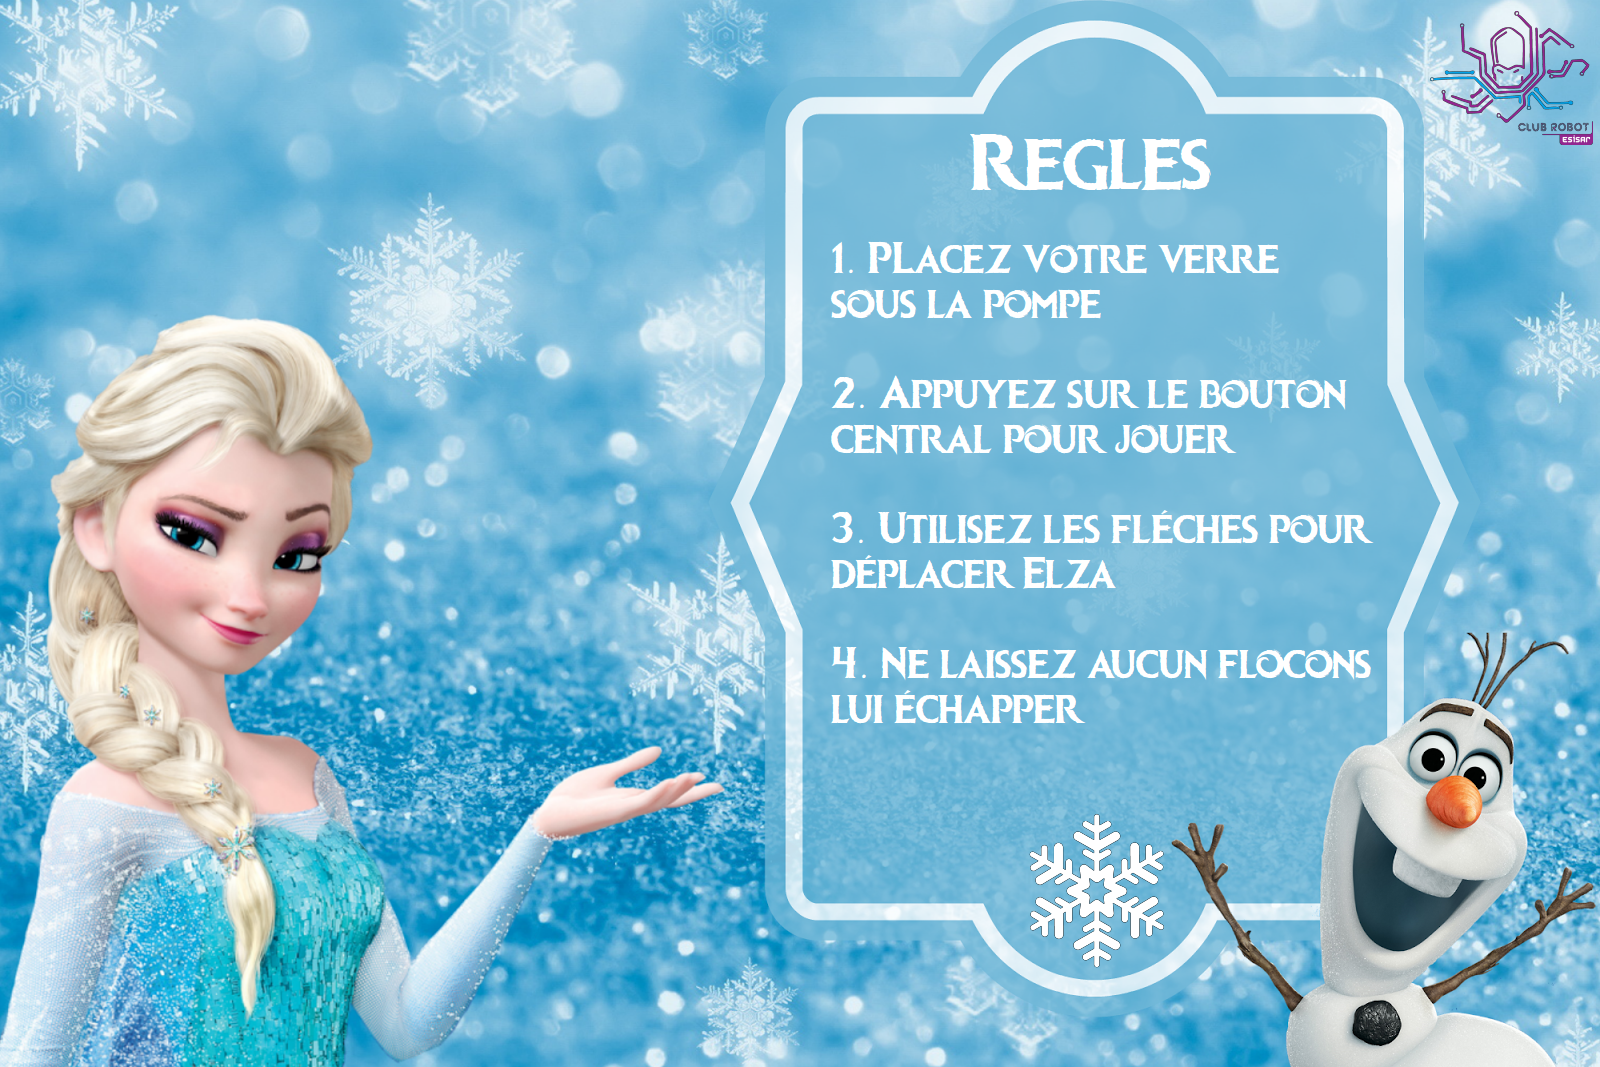 REGLES
1. PLACEZ VOTRE VERRE
SOUS LA POMPE
2. APPUYEZ SUR LE BOUTON
CENTRAL POUR JOUER
3. UTILISEZ LES FLÉCHES POUR
DÉPLACER ELZA
4. NE LAISSEZ AUCUN FLOCONS
LUI ÉCHAPPER
CLUB ROBOT
ESISAR